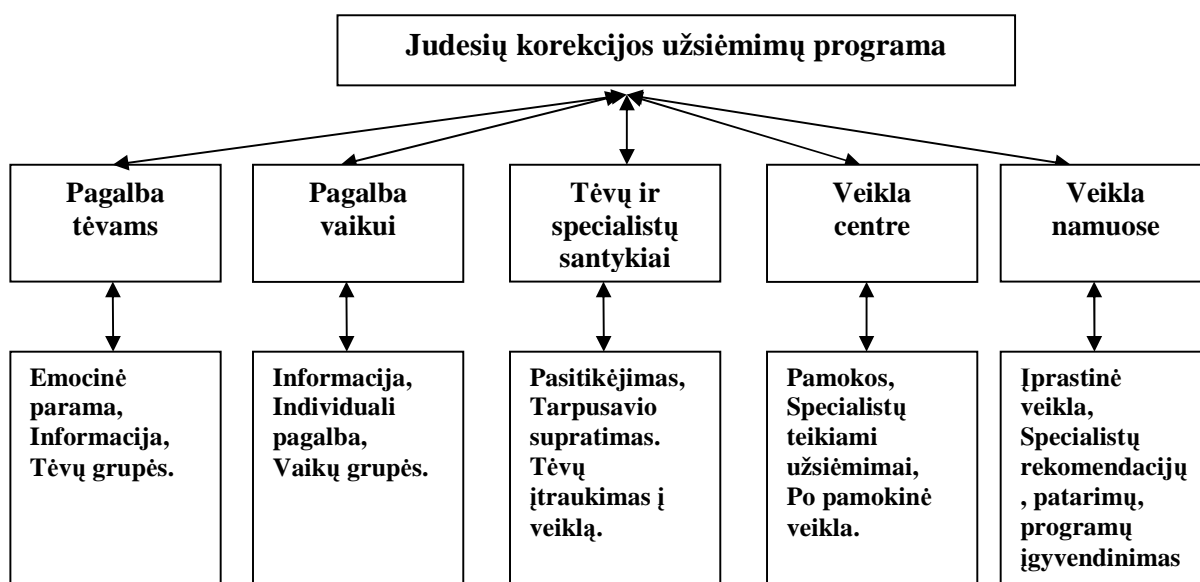 Judesių korekcijos užsiėmimų programa
Pagalba
tėvams
Pagalba
vaikui
Tėvų ir
specialistų
santykiai
Veikla
centre
Veikla
namuose
Emocinė
parama,
Informacija,
Tėvų grupės.
Informacija,
Individuali
pagalba,
Vaikų grupės.
Pasitikėjimas,
Tarpusavio
supratimas.
Tėvų
įtraukimas į
veiklą.
Pamokos,
Specialistų
teikiami
užsiėmimai,
Po pamokinė
veikla.
Įprastinė
veikla,
Specialistų
rekomendacijų
, patarimų,
programų
įgyvendinimas